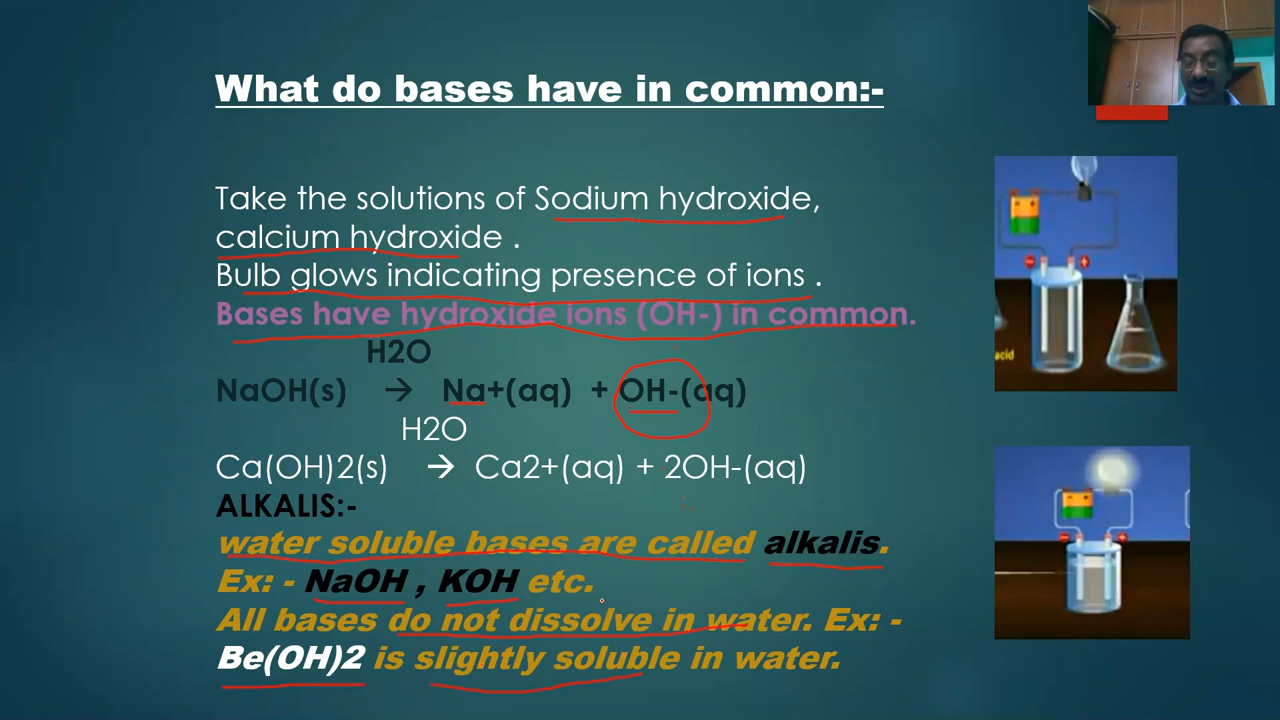 What do bases have in common:-
Take the solutions of Sodium hydroxide,
calcium hydroxide .
Bulb glows indicating presence of ions .
Bases have hydroxide ions (OH-) in common.
H2O
NaOH(s) → Na+(aq) + OH-(aq)
H2O
Ca(OH)2(s) → Ca2+(aq) + 2OH-(aq)
ALKALIS:-
water soluble bases are called alkalis.
Ex: - NaOH , KOH etc.
All bases do not dissolve in water. Ex: -
Be(OH)2 is slightly soluble in water.
acid